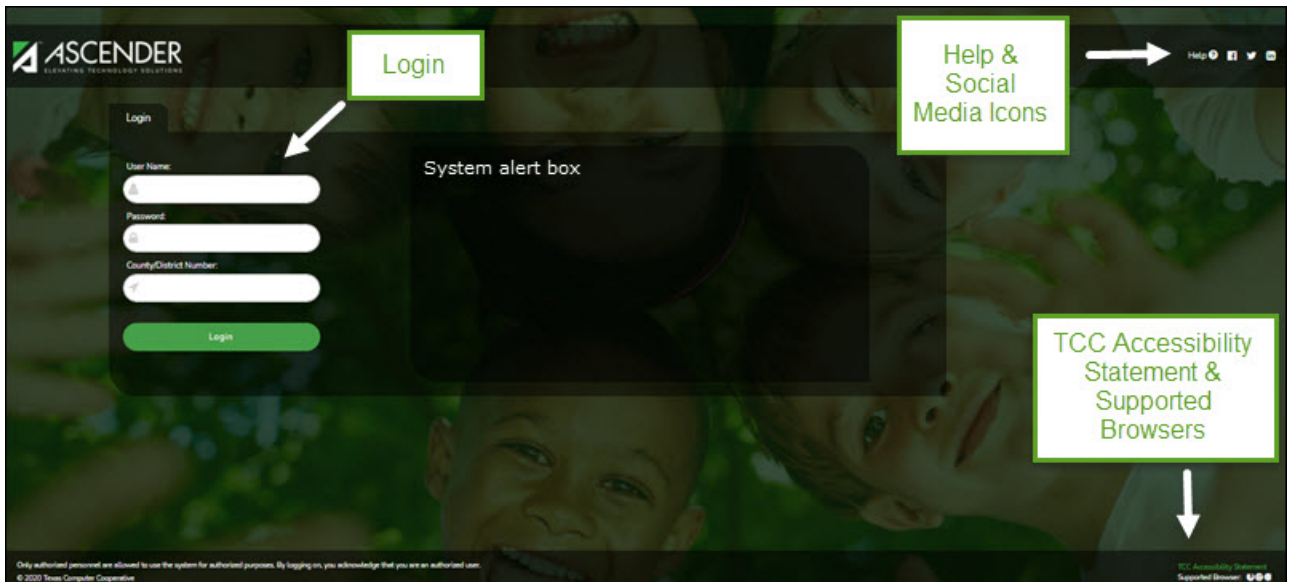 ASCENDER
ELEVATING TECHNOLOGY SOLUTIONS
Login
Help &
Social
Media Icons
Help
Login
User Name:
System alert box
Password:
County/District Number:
Login
TCC Accessibility
Statement &
Supported
Browsers
Only authorized personnel are allowed to use the system for authorized purposes. By logging on, you acknowledge that you are an authorized user.
© 2020 Texas Computer Cooperative
TCC Accessibility Statement
Supported Browser: